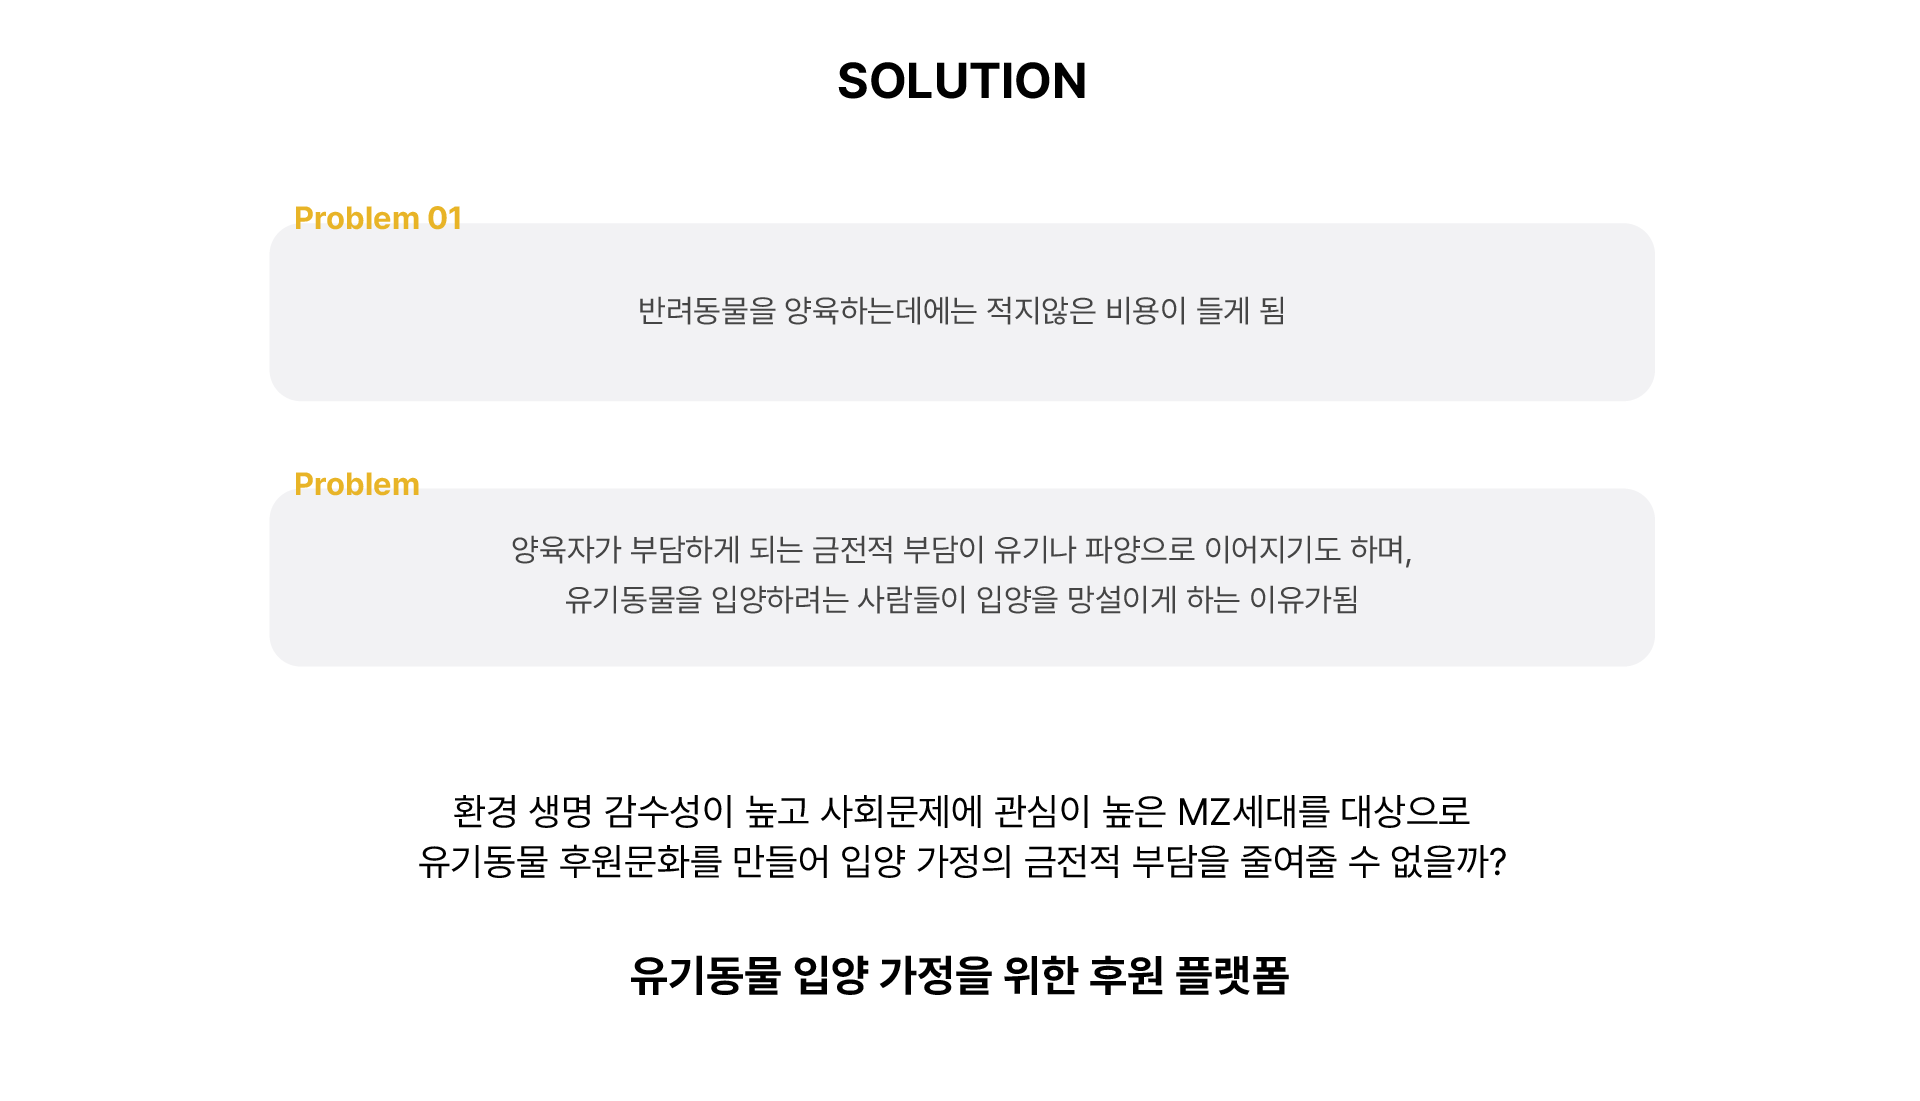 SOLUTION
Problem 01
반려동물을 양육하는데에는 적지않은 비용이 들게 됨
Problem
양육자가 부담하게 되는 금전적 부담이 유기나 파양으로 이어지기도 하며,
유기동물을 입양하려는 사람들이 입양을 망설이게 하는 이유가됨
환경 생명 감수성이 높고 사회문제에 관심이 높은 MZ세대를 대상으로
유기동물 후원문화를 만들어 입양 가정의 금전적 부담을 줄여줄 수 없을까?
유기동물 입양 가정을 위한 후원 플랫폼